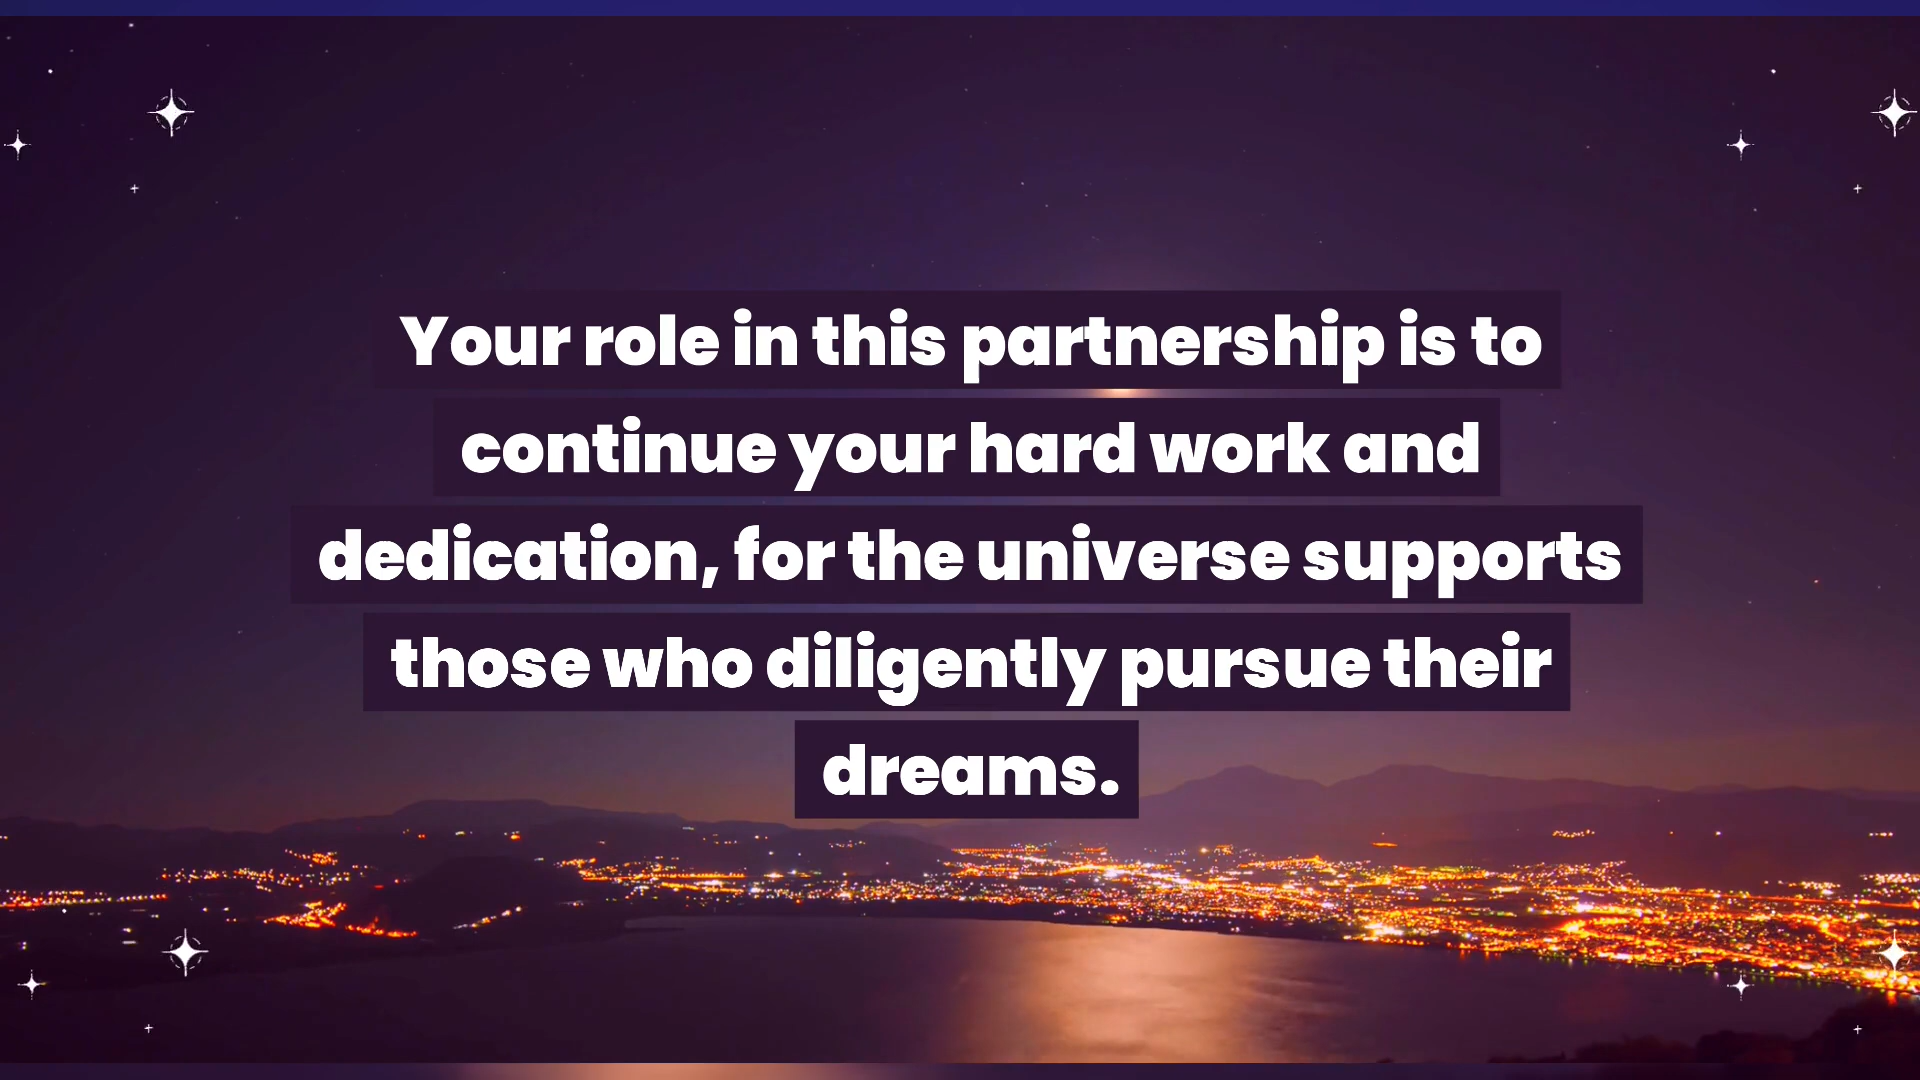 Your role in this partnership is to
continue your hard work and
dedication, for the universe supports
those who diligently pursue their
dreams.